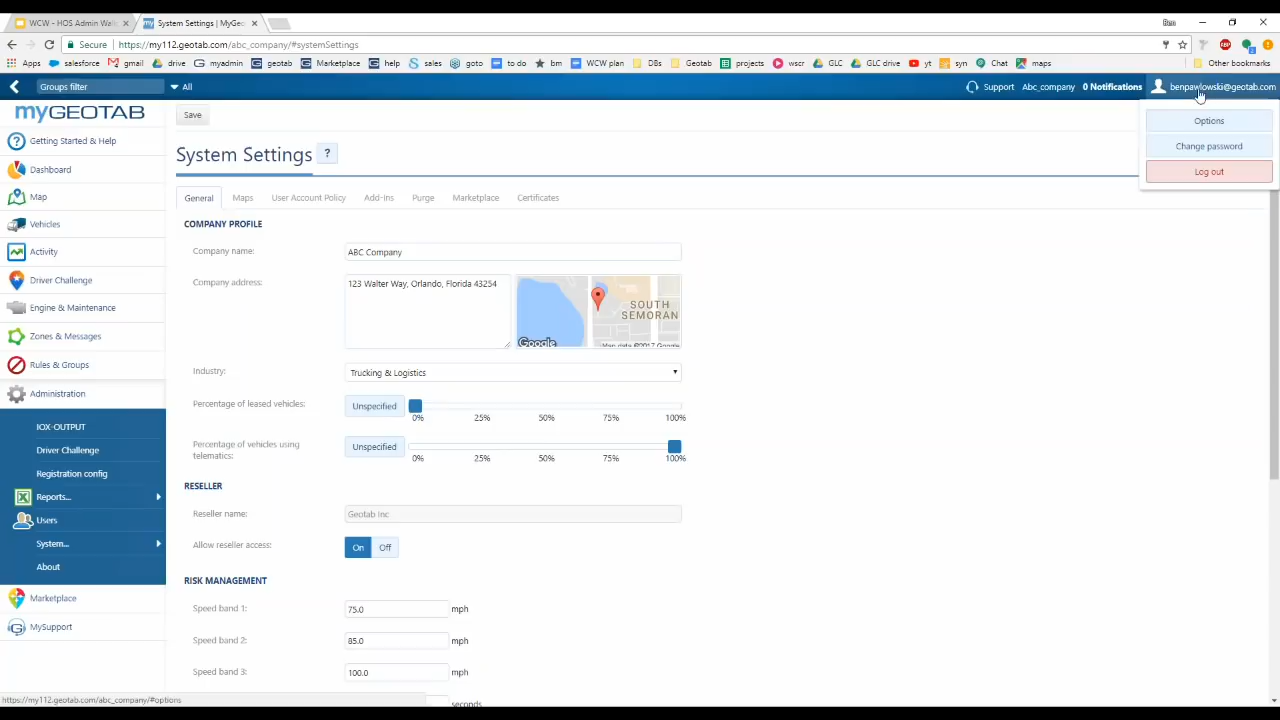 WCW - HOS Admin Wal
System Settings | MyGeo
Ben
Secure
https://my112.geotab.com/abc_company/#systemSettings
Apps salesforce gmail drive myadmin geotab Marketplace help sales goto to do bm WCW plan DBs Geotab projects wscr GLC GLC drive yt syn Chat maps Other bookmarks
Groups filter All Support Abc_company 0 Notifications benpawlowski@geotab.com
Options
Change password
Log out
myGEOTAB
Getting Started & Help
Dashboard
Map
Vehicles
Activity
Driver Challenge
Engine & Maintenance
Zones & Messages
Rules & Groups
Administration
IOX-OUTPUT
Driver Challenge
Registration config
Reports...
Users
System...
About
Marketplace
MySupport
Save
System Settings ?
General Maps User Account Policy Add-Ins Purge Marketplace Certificates
COMPANY PROFILE
Company name: ABC Company
Company address: 123 Walter Way, Orlando, Florida 43254
SOUTH
SEMORAN
Google
Map data ©2017 Google
Industry: Trucking & Logistics
Percentage of leased vehicles: Unspecified
0% 25% 50% 75% 100%
Percentage of vehicles using
telematics: Unspecified
0% 25% 50% 75% 100%
RESELLER
Reseller name: Geotab Inc
Allow reseller access: On Off
RISK MANAGEMENT
Speed band 1: 75.0 mph
Speed band 2: 85.0 mph
Speed band 3: 100.0 mph
seconds
https://my112.geotab.com/abc_company/#options